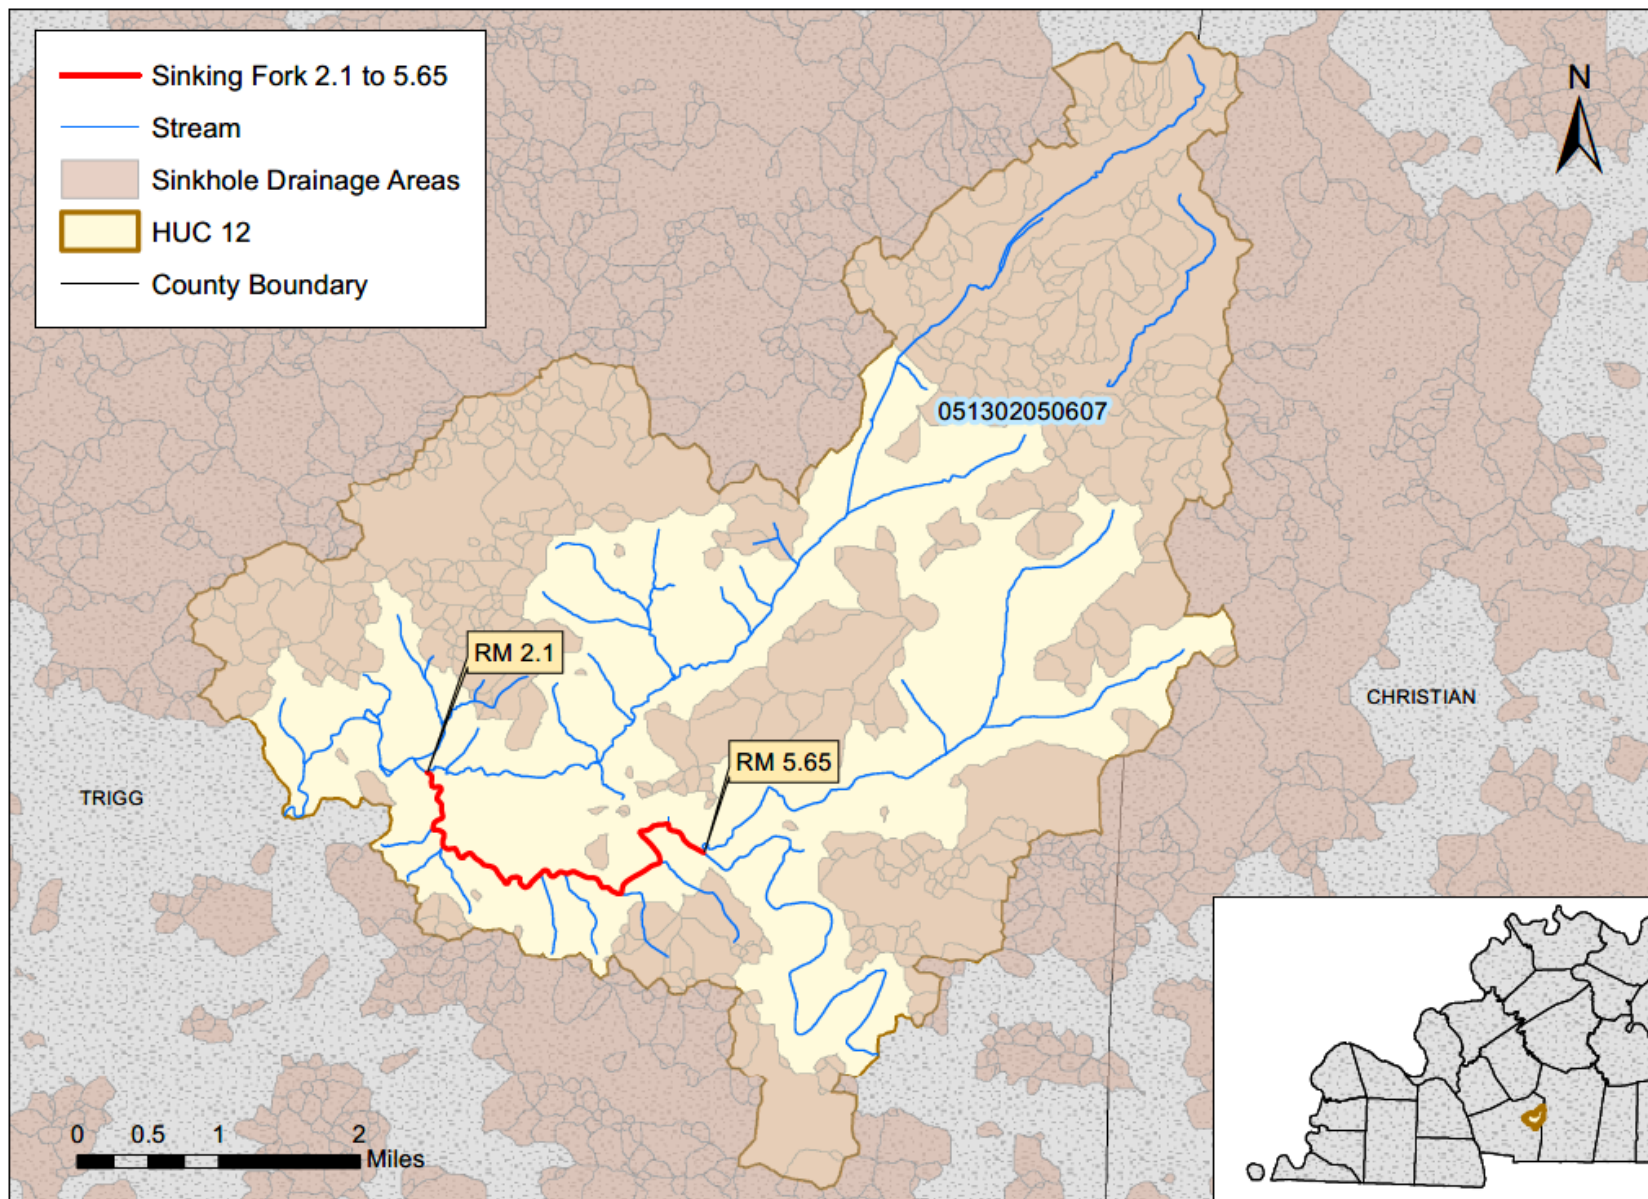 Sinking Fork 2.1 to 5.65
Stream
Sinkhole Drainage Areas
HUC 12
County Boundary
N
051302050607
RM 2.1
CHRISTIAN
RM 5.65
TRIGG
0 0.5 1 2
Miles